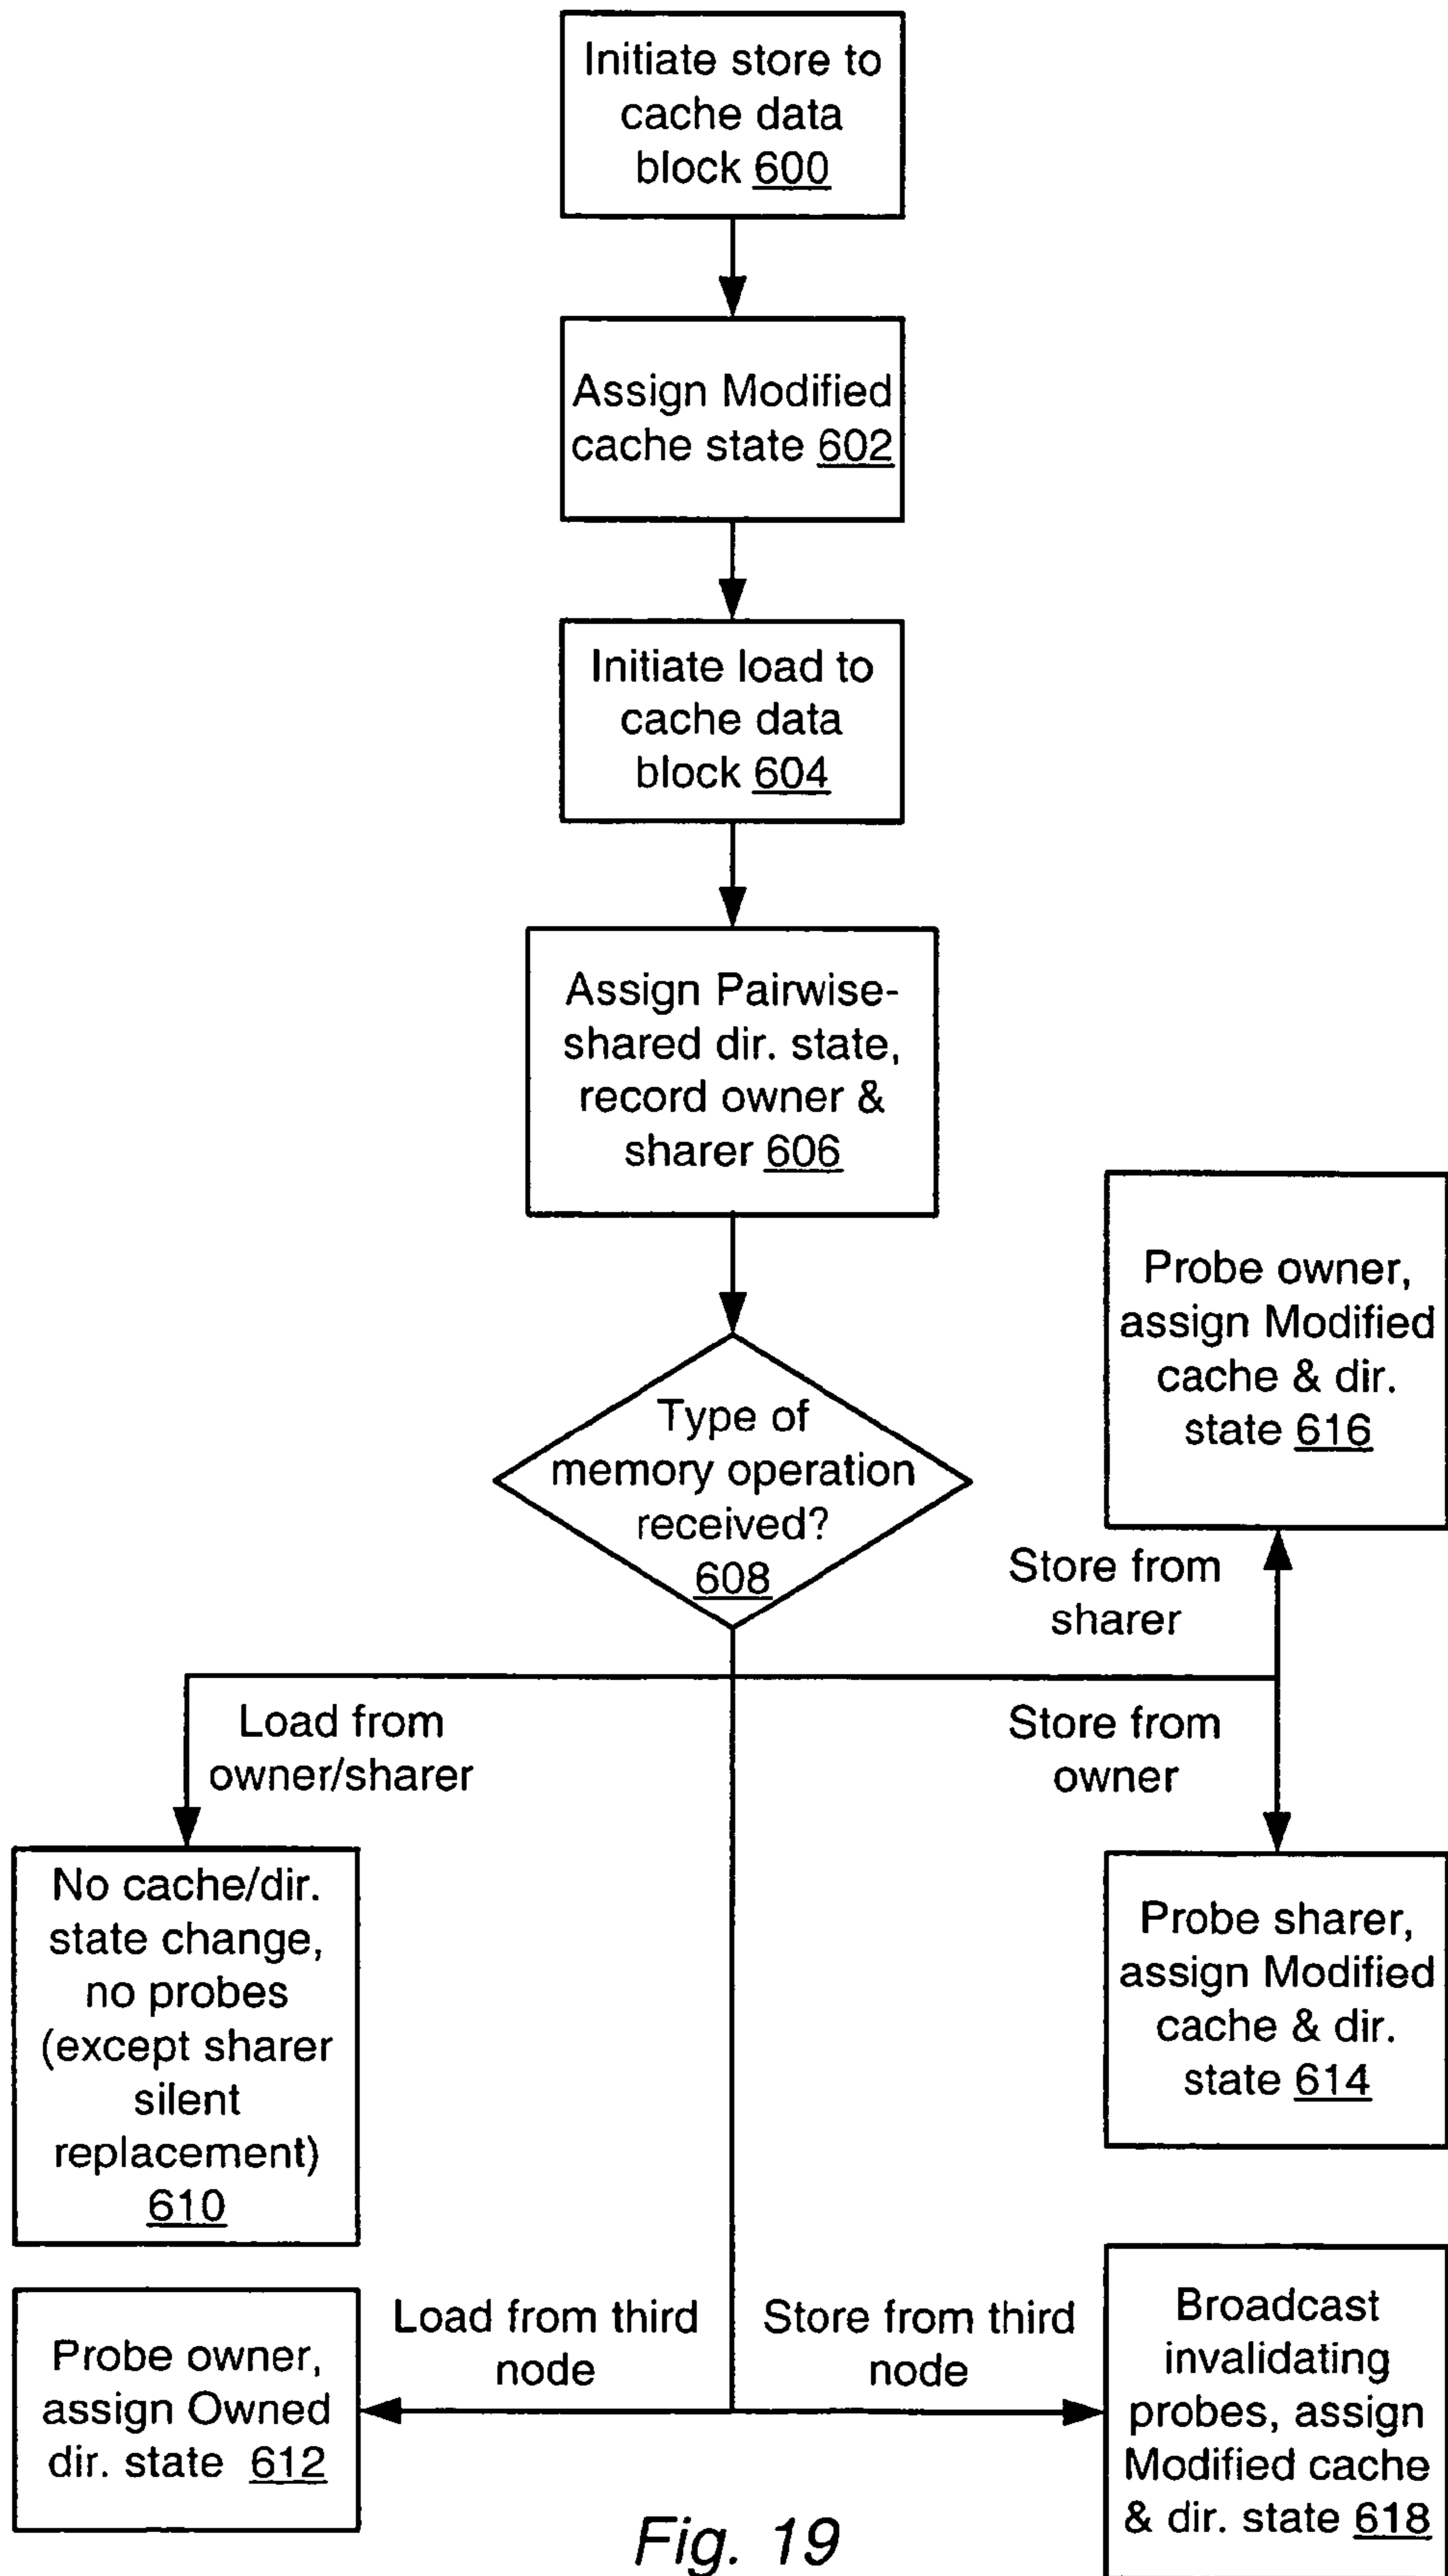 Initiate store to
cache data
block 600
Assign Modified
cache state 602
Initiate load to
cache data
block 604
Assign Pairwise-
shared dir. state,
record owner &
sharer 606
Type of
memory operation
received?
608
Probe owner,
assign Modified
cache & dir.
state 616
Store from
sharer
Load from
owner/sharer
Store from
owner
No cache/dir.
state change,
no probes
(except sharer
silent
replacement)
610
Probe sharer,
assign Modified
cache & dir.
state 614
Load from third
node
Store from third
node
Probe owner,
assign Owned
dir. state 612
Broadcast
invalidating
probes, assign
Modified cache
& dir. state 618
Fig. 19